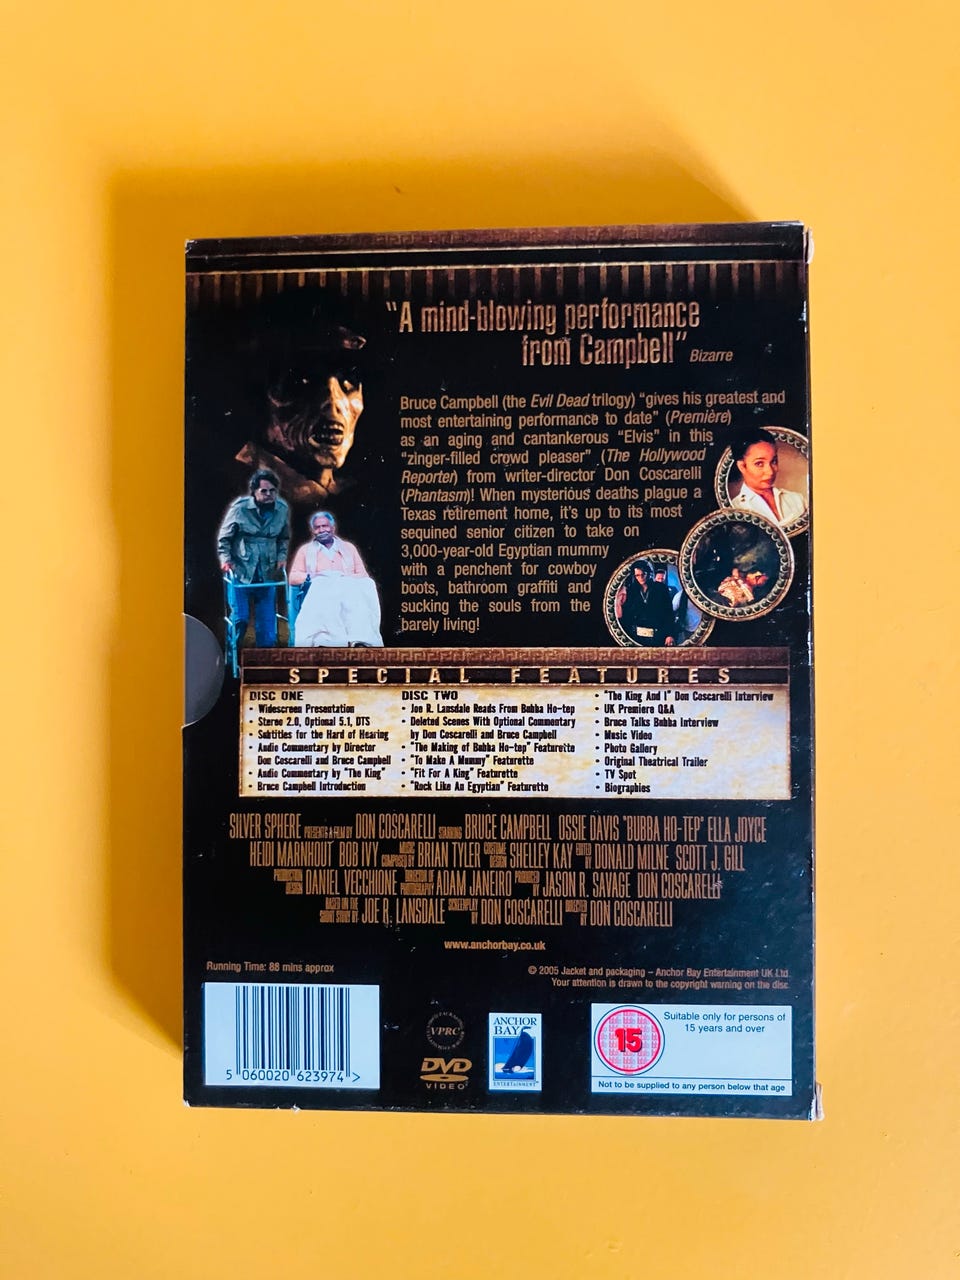 "A mind-blowing performance
from Campbell" Bizarre
Bruce Campbell (the Evil Dead trilogy) "gives his greatest and
most entertaining performance to date" (Première)
as an aging and cantankerous "Elvis" in this
"zinger-filled crowd pleaser" (The Hollywood
Reporter) from writer-director Don Coscarelli
(Phantasm)! When mysterious deaths plague a
Texas retirement home, it's up to its most
sequined senior citizen to take on
3,000-year-old Egyptian mummy
with a penchent for cowboy
boots, bathroom graffiti and
sucking the souls from the
barely living!
SPECIAL FEATURES
DISC ONE
• Widescreen Presentation
• Stereo 2.0, Optional 5.1, DTS
• Subtitles for the Hard of Hearing
• Audio Commentary by Director
Don Coscarelli and Bruce Campbell
• Audio Commentary by "The King"
• Bruce Campbell Introduction
DISC TWO
• Joe R. Lansdale Reads From Bubba Ho-tep
• Deleted Scenes With Optional Commentary
by Don Coscarelli and Bruce Campbell
• "The Making of Bubba Ho-tep" Featurette
• "To Make A Mummy" Featurette
• "Fit For A King" Featurette
• "Rock Like An Egyptian" Featurette
• "The King And I" Don Coscarelli Interview
• UK Premiere Q&A
• Bruce Talks Bubba Interview
• Music Video
• Photo Gallery
• Original Theatrical Trailer
• TV Spot
• Biographies
SILVER SPHERE PRESENTS A FILM BY DON COSCARELLI STARRING BRUCE CAMPBELL OSSIE DAVIS "BUBBA HO-TEP" ELLA JOYCE
HEIDI MARNHOUT BOB IVY MUSIC COMPOSED BY BRIAN TYLER COSTUME DESIGN SHELLEY KAY EDITED BY DONALD MILNE SCOTT J. GILL
PRODUCTION DESIGN DANIEL VECCHIONE DIRECTOR OF PHOTOGRAPHY ADAM JANEIRO PRODUCED BY JASON R. SAVAGE DON COSCARELLI
BASED ON THE SHORT STORY BY JOE R. LANSDALE SCREENPLAY BY DON COSCARELLI DIRECTED BY DON COSCARELLI
www.anchorbay.co.uk
Running Time: 88 mins approx
© 2005 Jacket and packaging – Anchor Bay Entertainment UK Ltd.
Your attention is drawn to the copyright warning on the disc.
5 060020 623974 >
VPRC
DVD
VIDEO
ANCHOR
BAY
ENTERTAINMENT
15
Suitable only for persons of
15 years and over
Not to be supplied to any person below that age